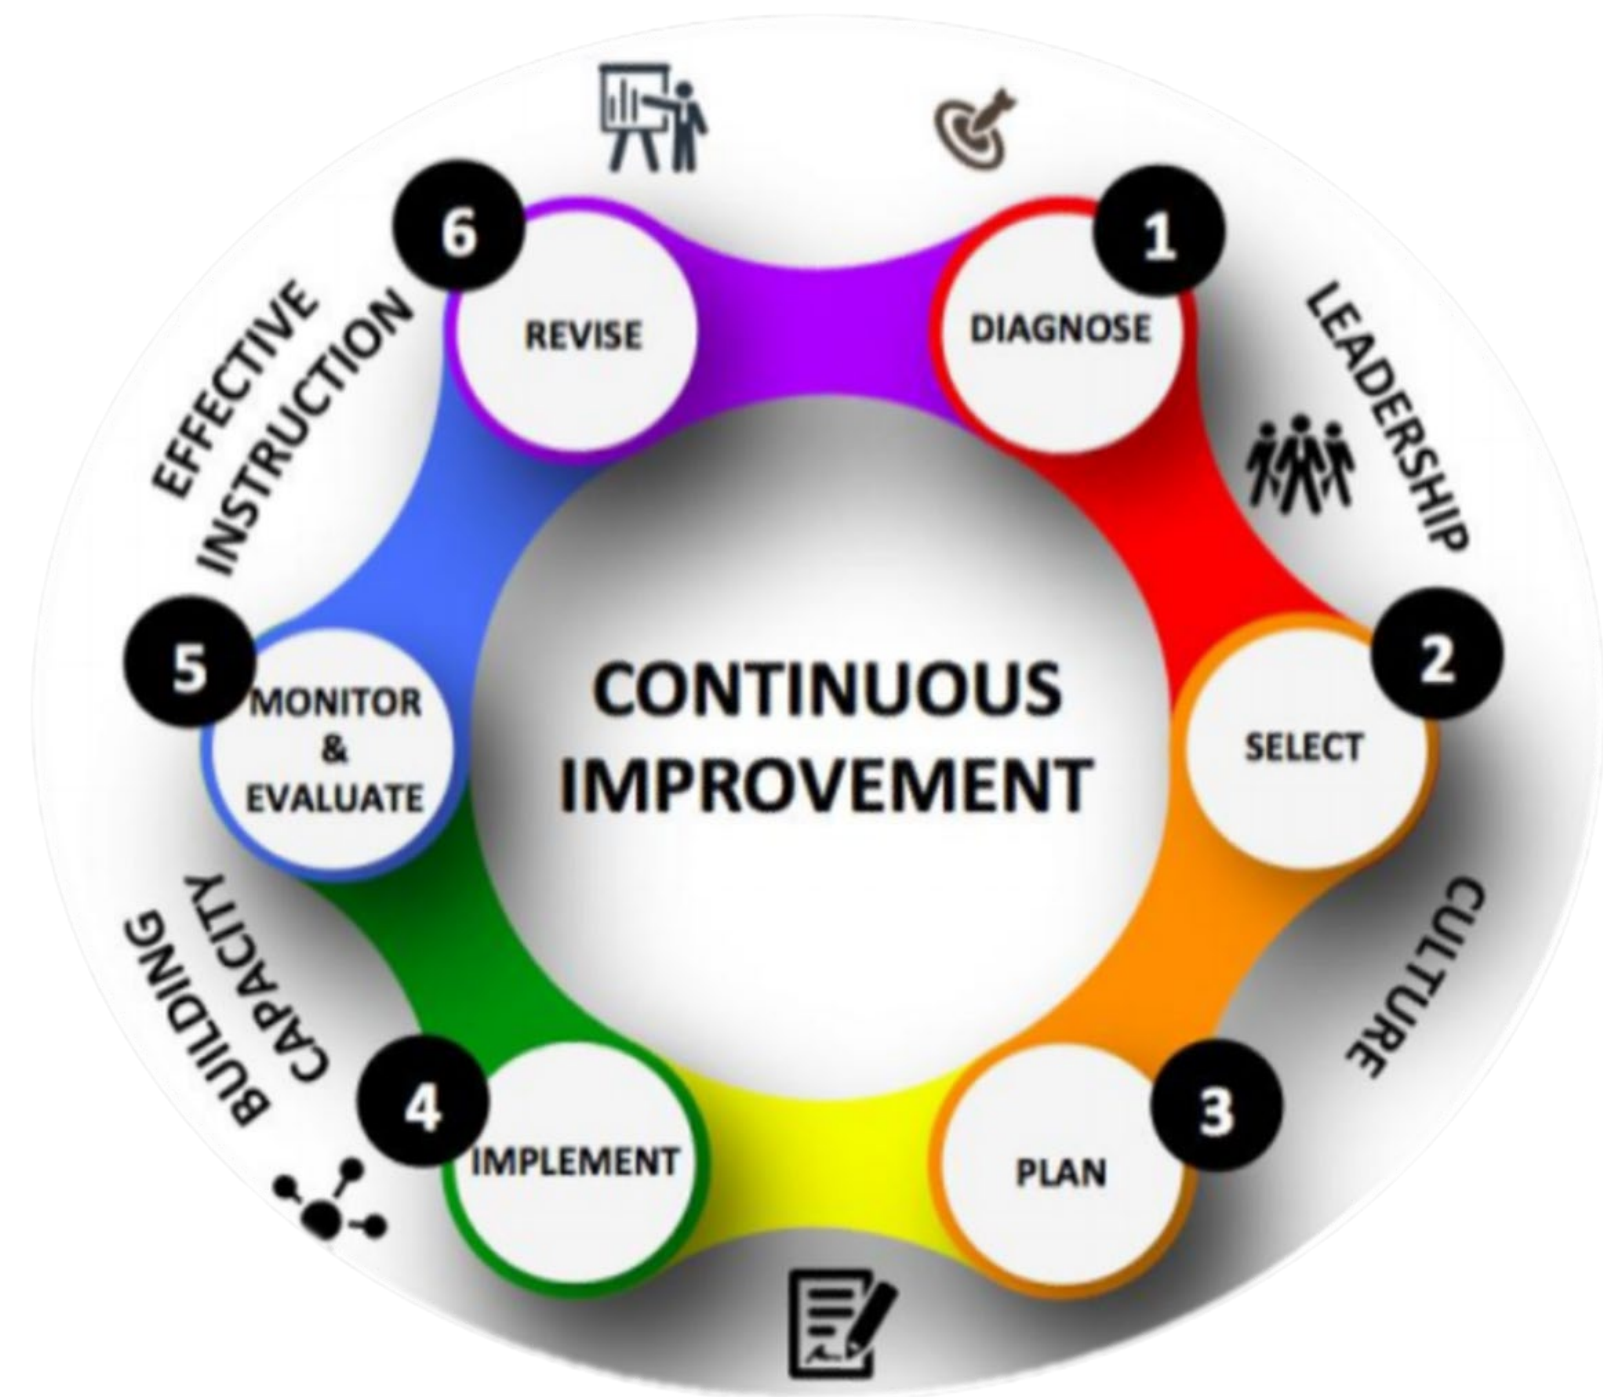 6
1
REVISE
DIAGNOSE
EFFECTIVE
INSTRUCTION
LEADERSHIP
5
2
MONITOR
&
EVALUATE
SELECT
CONTINUOUS
IMPROVEMENT
BUILDING
CAPACITY
CULTURE
4
3
IMPLEMENT
PLAN